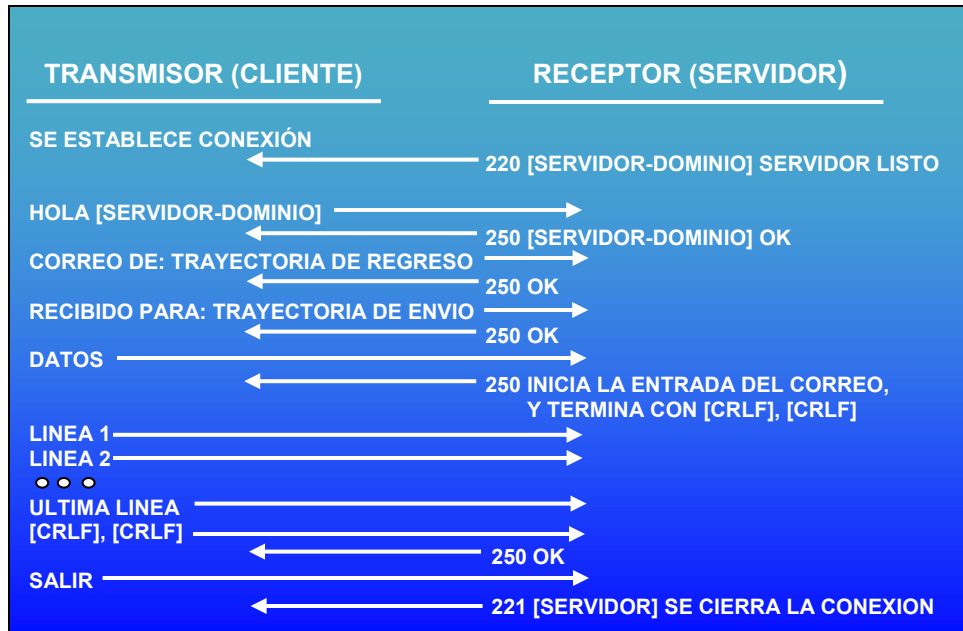 TRANSMISOR (CLIENTE)
RECEPTOR (SERVIDOR)
SE ESTABLECE CONEXIÓN
220 [SERVIDOR-DOMINIO] SERVIDOR LISTO
HOLA [SERVIDOR-DOMINIO]
250 [SERVIDOR-DOMINIO] OK
CORREO DE: TRAYECTORIA DE REGRESO
250 OK
RECIBIDO PARA: TRAYECTORIA DE ENVIO
250 OK
DATOS
250 INICIA LA ENTRADA DEL CORREO,
Y TERMINA CON [CRLF], [CRLF]
LINEA 1
LINEA 2
ULTIMA LINEA
[CRLF], [CRLF]
250 OK
SALIR
221 [SERVIDOR] SE CIERRA LA CONEXION